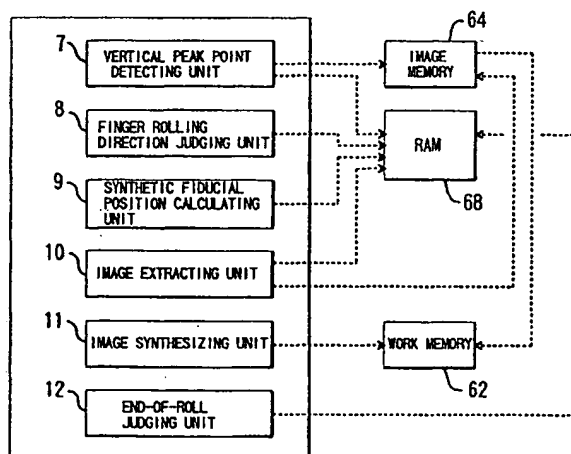 7
VERTICAL PEAK POINT
DETECTING UNIT
64
IMAGE
MEMORY
8
FINGER ROLLING
DIRECTION JUDGING UNIT
RAM
68
9
SYNTHETIC FIDUCIAL
POSITION CALCULATING
UNIT
10
IMAGE EXTRACTING UNIT
11
IMAGE SYNTHESIZING UNIT
WORK MEMORY
62
12
END-OF-ROLL
JUDGING UNIT